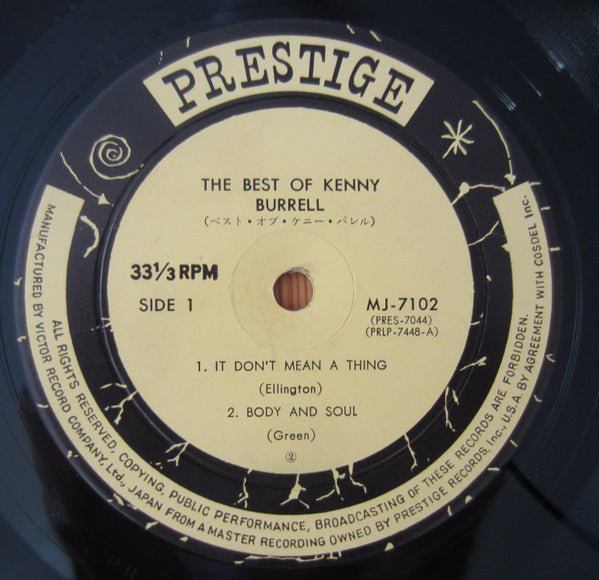 PRESTIGE
THE BEST OF KENNY
BURRELL
(ベスト・オブ・ケニー・バレル)
33⅓RPM
SIDE 1
MJ-7102
(PRES-7044)
(PRLP-7448-A)
1. IT DON'T MEAN A THING
(Ellington)
2. BODY AND SOUL
(Green)
②
MANUFACTURED BY VICTOR RECORD COMPANY, Ltd., JAPAN FROM A MASTER RECORDING OWNED BY PRESTIGE RECORDS, Inc., U.S.A. BY AGREEMENT WITH COSDEL Inc.
ALL RIGHTS RESERVED. COPYING, PUBLIC PERFORMANCE, BROADCASTING OF THESE RECORDS ARE FORBIDDEN.